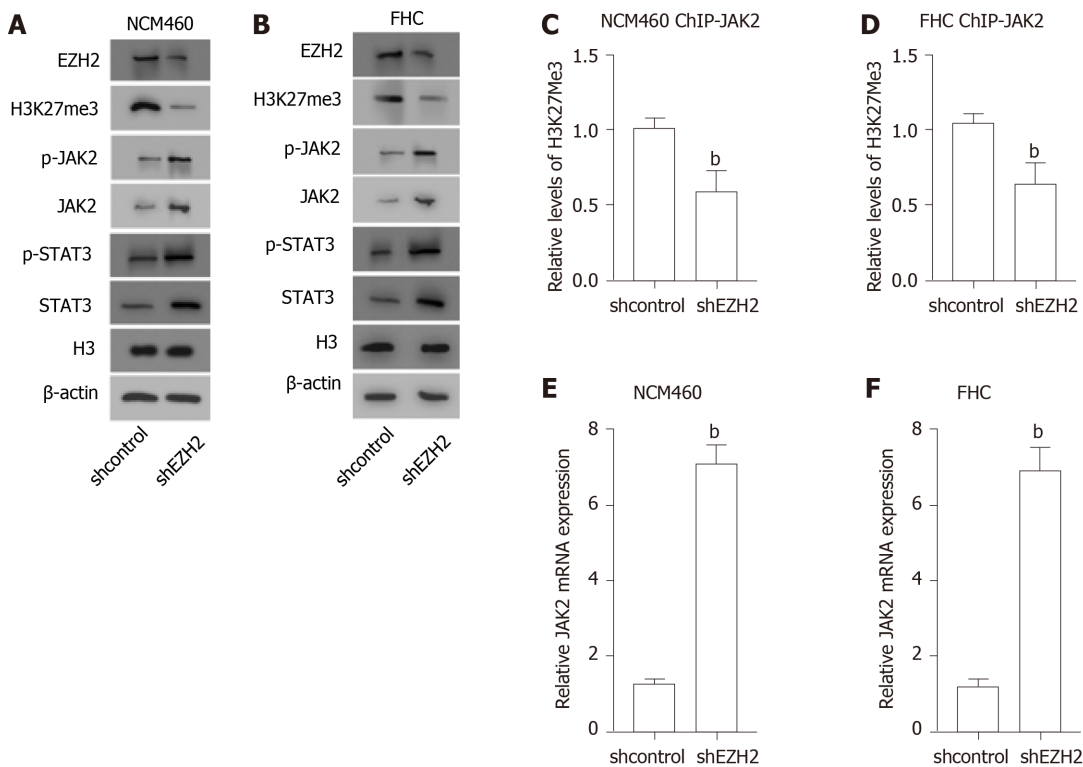 A
NCM460
EZH2
H3K27me3
p-JAK2
JAK2
p-STAT3
STAT3
H3
β-actin
shcontrol
shEZH2
B
FHC
EZH2
H3K27me3
p-JAK2
JAK2
p-STAT3
STAT3
H3
β-actin
shcontrol
shEZH2
C
NCM460 ChIP-JAK2
Relative levels of H3K27Me3
1.5
1.0
0.5
0.0
b
shcontrol
shEZH2
D
FHC ChIP-JAK2
Relative levels of H3K27Me3
1.5
1.0
0.5
0.0
b
shcontrol
shEZH2
E
NCM460
Relative JAK2 mRNA expression
8
6
4
2
0
b
shcontrol
shEZH2
F
FHC
Relative JAK2 mRNA expression
8
6
4
2
0
b
shcontrol
shEZH2